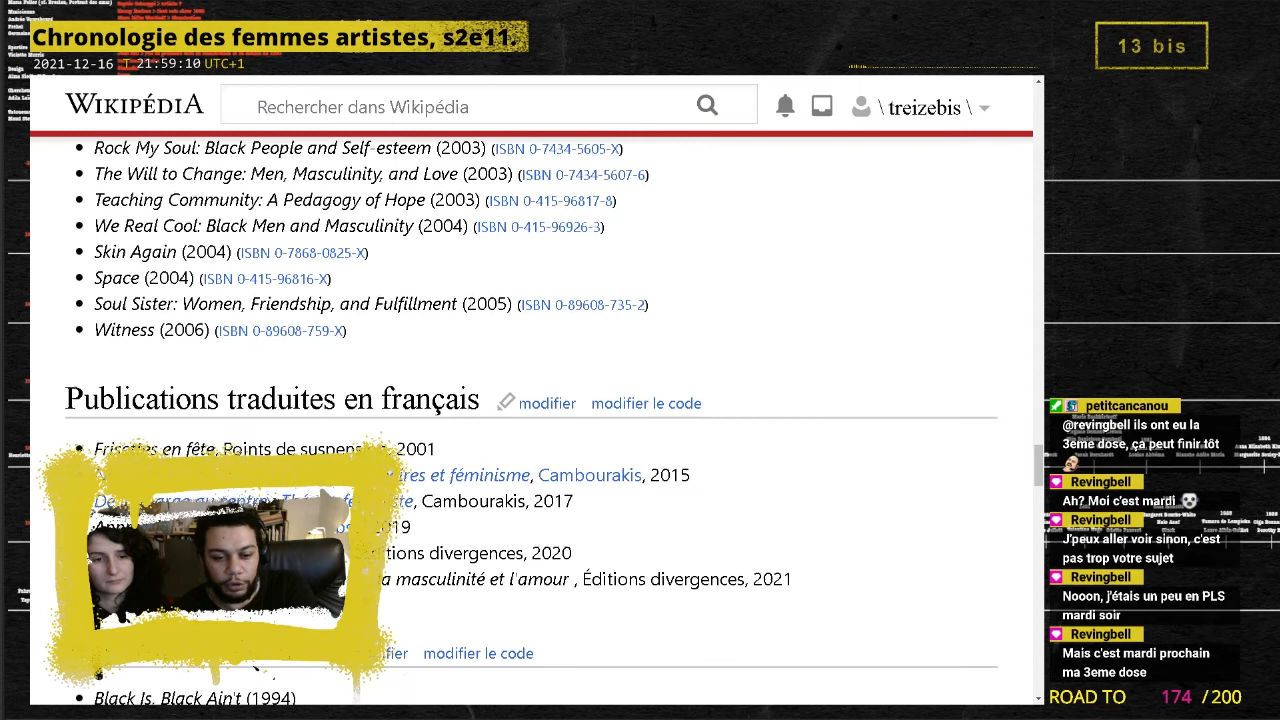 Chronologie des femmes artistes, s2e11.
2021-12-16 T 21:59:10 UTC+1
13 bis
WIKIPÉDIA
Rechercher dans Wikipédia
\ treizebis \
Rock My Soul: Black People and Self-esteem (2003) (ISBN 0-7434-5605-X)
The Will to Change: Men, Masculinity, and Love (2003) (ISBN 0-7434-5607-6)
Teaching Community: A Pedagogy of Hope (2003) (ISBN 0-415-96817-8)
We Real Cool: Black Men and Masculinity (2004) (ISBN 0-415-96926-3)
Skin Again (2004) (ISBN 0-7868-0825-X)
Space (2004) (ISBN 0-415-96816-X)
Soul Sister: Women, Friendship, and Fulfillment (2005) (ISBN 0-89608-735-2)
Witness (2006) (ISBN 0-89608-759-X)
Publications traduites en français modifier modifier le code
Frisettes en fête, Points de suspens 2001
res et féminisme, Cambourakis, 2015
Cambourakis, 2017
019
itions divergences, 2020
a masculinité et l'amour , Éditions divergences, 2021
fier modifier le code
Black Is, Black Ain't (1994)
petitcancanou
@revingbell ils ont eu la
3eme dose, ça peut finir tôt
Revingbell
Ah? Moi c'est mardi
Revingbell
J'peux aller voir sinon, c'est
pas trop votre sujet
Revingbell
Nooon, j'étais un peu en PLS
mardi soir
Revingbell
Mais c'est mardi prochain
ma 3eme dose
ROAD TO 174 / 200